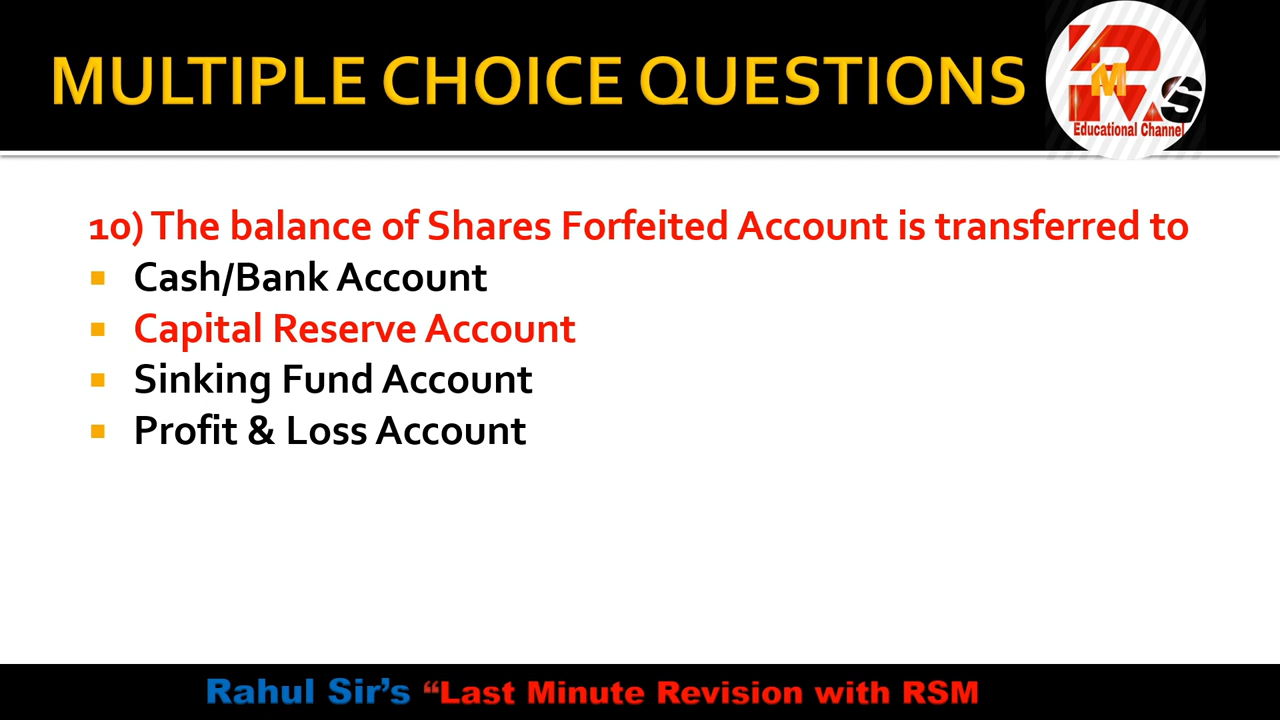 MULTIPLE CHOICE QUESTIONS
RMS
Educational Channel
10) The balance of Shares Forfeited Account is transferred to
Cash/Bank Account
Capital Reserve Account
Sinking Fund Account
Profit & Loss Account
Rahul Sir's “Last Minute Revision with RSM